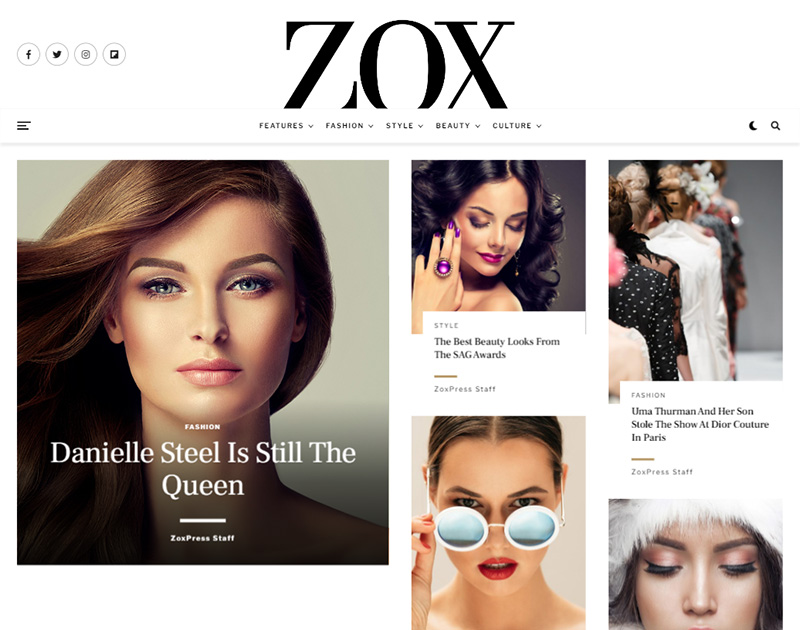 ZOX
FEATURES
FASHION
STYLE
BEAUTY
CULTURE
FASHION
Danielle Steel Is Still The
Queen
ZoxPress Staff
STYLE
The Best Beauty Looks From
The SAG Awards
ZoxPress Staff
FASHION
Uma Thurman And Her Son
Stole The Show At Dior Couture
In Paris
ZoxPress Staff